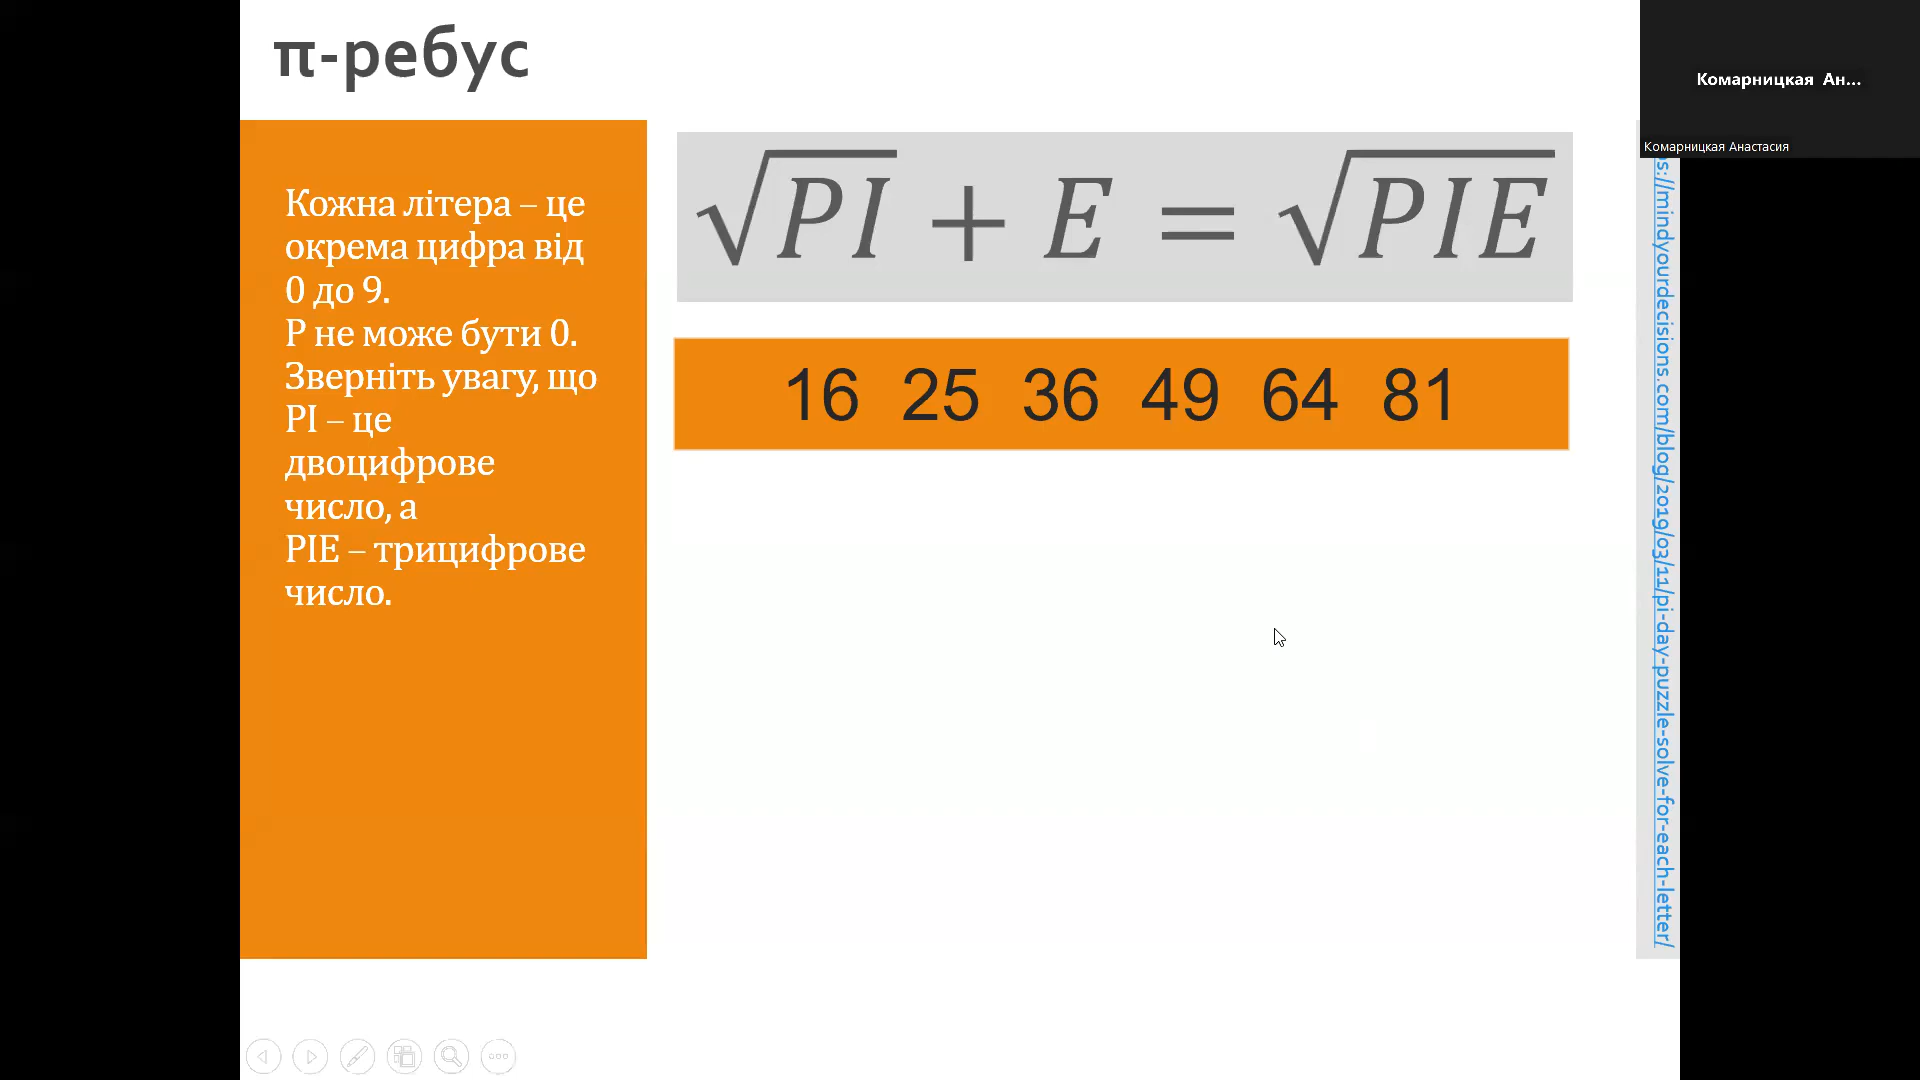 π-ребус
Кожна літера – це
окрема цифра від
0 до 9.
P не може бути 0.
Зверніть увагу, що
PI – це
двоцифрове
число, а
PIE – трицифрове
число.
√PI + E = √PIE
16 25 36 49 64 81
Комарницкая Ан...
Комарницкая Анастасия
s://mindyourdecisions.com/blog/2019/03/11/pi-day-puzzle-solve-for-each-letter/